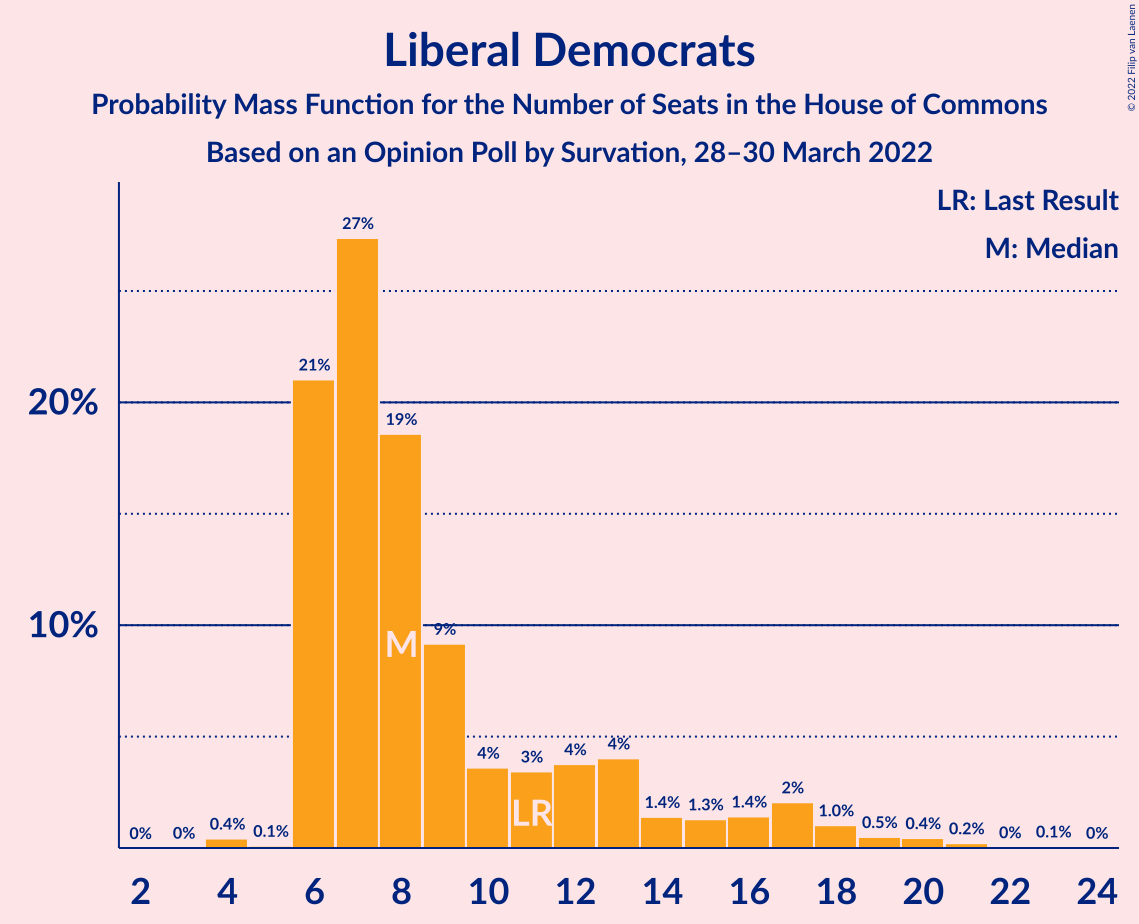 Liberal Democrats
Probability Mass Function for the Number of Seats in the House of Commons
Based on an Opinion Poll by Survation, 28–30 March 2022
© 2022 Filip van Laenen
LR: Last Result
M: Median
20%
10%
0%
0%
0.4%
0.1%
21%
27%
19%
9%
4%
3%
4%
4%
1.4%
1.3%
1.4%
2%
1.0%
0.5%
0.4%
0.2%
0%
0.1%
0%
M
LR
2 4 6 8 10 12 14 16 18 20 22 24